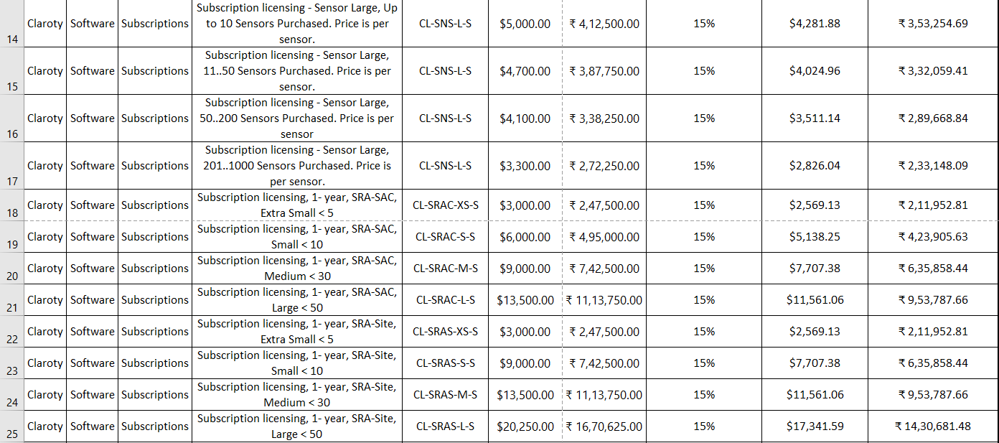 Subscription licensing - Sensor Large, Up
to 10 Sensors Purchased. Price is per
sensor.
14 Claroty Software Subscriptions CL-SNS-L-S $5,000.00 ₹ 4,12,500.00 15% $4,281.88 ₹ 3,53,254.69
Subscription licensing - Sensor Large,
11..50 Sensors Purchased. Price is per
sensor.
15 Claroty Software Subscriptions CL-SNS-L-S $4,700.00 ₹ 3,87,750.00 15% $4,024.96 ₹ 3,32,059.41
Subscription licensing - Sensor Large,
50..200 Sensors Purchased. Price is per
sensor
16 Claroty Software Subscriptions CL-SNS-L-S $4,100.00 ₹ 3,38,250.00 15% $3,511.14 ₹ 2,89,668.84
Subscription licensing - Sensor Large,
201..1000 Sensors Purchased. Price is
per sensor.
17 Claroty Software Subscriptions CL-SNS-L-S $3,300.00 ₹ 2,72,250.00 15% $2,826.04 ₹ 2,33,148.09
Subscription licensing, 1- year, SRA-SAC,
Extra Small < 5
18 Claroty Software Subscriptions CL-SRAC-XS-S $3,000.00 ₹ 2,47,500.00 15% $2,569.13 ₹ 2,11,952.81
Subscription licensing, 1- year, SRA-SAC,
Small < 10
19 Claroty Software Subscriptions CL-SRAC-S-S $6,000.00 ₹ 4,95,000.00 15% $5,138.25 ₹ 4,23,905.63
Subscription licensing, 1- year, SRA-SAC,
Medium < 30
20 Claroty Software Subscriptions CL-SRAC-M-S $9,000.00 ₹ 7,42,500.00 15% $7,707.38 ₹ 6,35,858.44
Subscription licensing, 1- year, SRA-SAC,
Large < 50
21 Claroty Software Subscriptions CL-SRAC-L-S $13,500.00 ₹ 11,13,750.00 15% $11,561.06 ₹ 9,53,787.66
Subscription licensing, 1- year, SRA-Site,
Extra Small < 5
22 Claroty Software Subscriptions CL-SRAS-XS-S $3,000.00 ₹ 2,47,500.00 15% $2,569.13 ₹ 2,11,952.81
Subscription licensing, 1- year, SRA-Site,
Small < 10
23 Claroty Software Subscriptions CL-SRAS-S-S $9,000.00 ₹ 7,42,500.00 15% $7,707.38 ₹ 6,35,858.44
Subscription licensing, 1- year, SRA-Site,
Medium < 30
24 Claroty Software Subscriptions CL-SRAS-M-S $13,500.00 ₹ 11,13,750.00 15% $11,561.06 ₹ 9,53,787.66
Subscription licensing, 1- year, SRA-Site,
Large < 50
25 Claroty Software Subscriptions CL-SRAS-L-S $20,250.00 ₹ 16,70,625.00 15% $17,341.59 ₹ 14,30,681.48